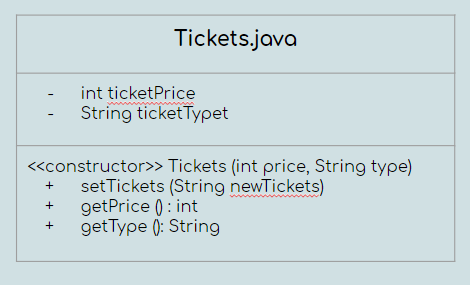 Tickets.java
- int ticketPrice
- String ticketTypet
<<constructor>> Tickets (int price, String type)
+ setTickets (String newTickets)
+ getPrice () : int
+ getType (): String